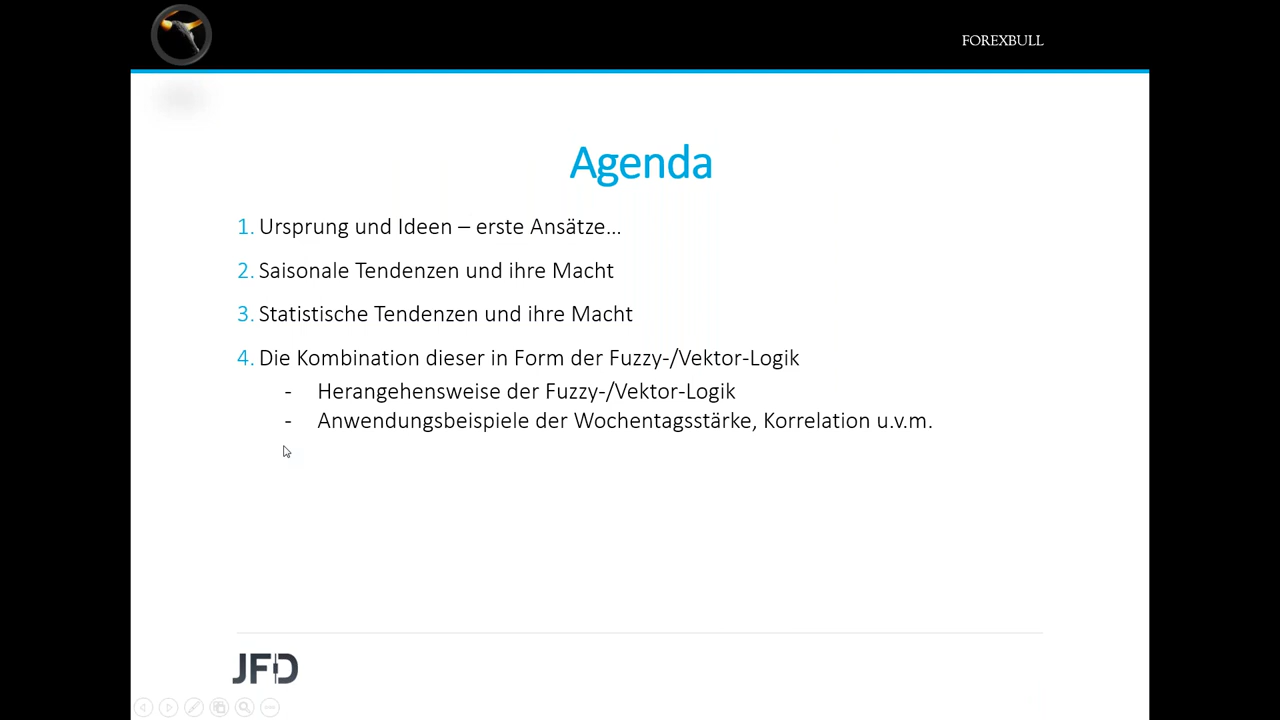 FOREXBULL
Agenda
1. Ursprung und Ideen – erste Ansätze...
2. Saisonale Tendenzen und ihre Macht
3. Statistische Tendenzen und ihre Macht
4. Die Kombination dieser in Form der Fuzzy-/Vektor-Logik
- Herangehensweise der Fuzzy-/Vektor-Logik
- Anwendungsbeispiele der Wochentagsstärke, Korrelation u.v.m.
JFD